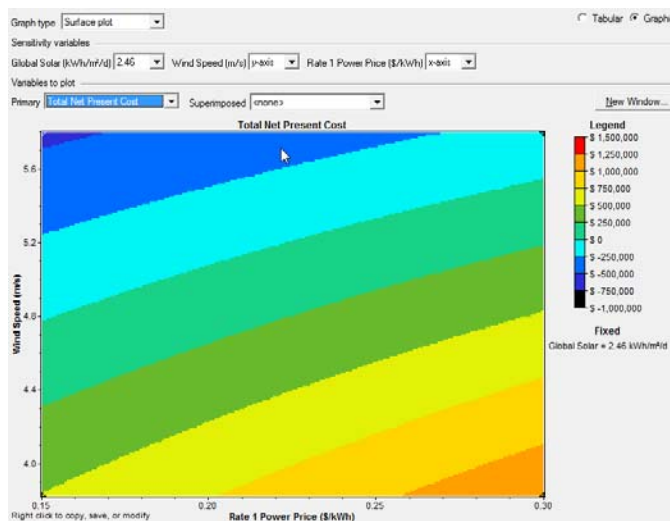 Graph type Surface plot Tabular Graphi
Sensitivity variables
Global Solar (kWh/m²/d) 2.46 Wind Speed (m/s) y-axis Rate 1 Power Price ($/kWh) x-axis
Variables to plot
Primary Total Net Present Cost Superimposed <none> New Window...
Total Net Present Cost
Legend
$ 1,500,000
$ 1,250,000
$ 1,000,000
$ 750,000
$ 500,000
$ 250,000
$ 0
$ -250,000
$ -500,000
$ -750,000
$ -1,000,000
Fixed
Global Solar = 2.46 kWh/m²/d
Wind Speed (m/s)
5.6
5.2
4.8
4.4
4.0
0.15 0.20 0.25 0.30
Right click to copy, save, or modify Rate 1 Power Price ($/kWh)